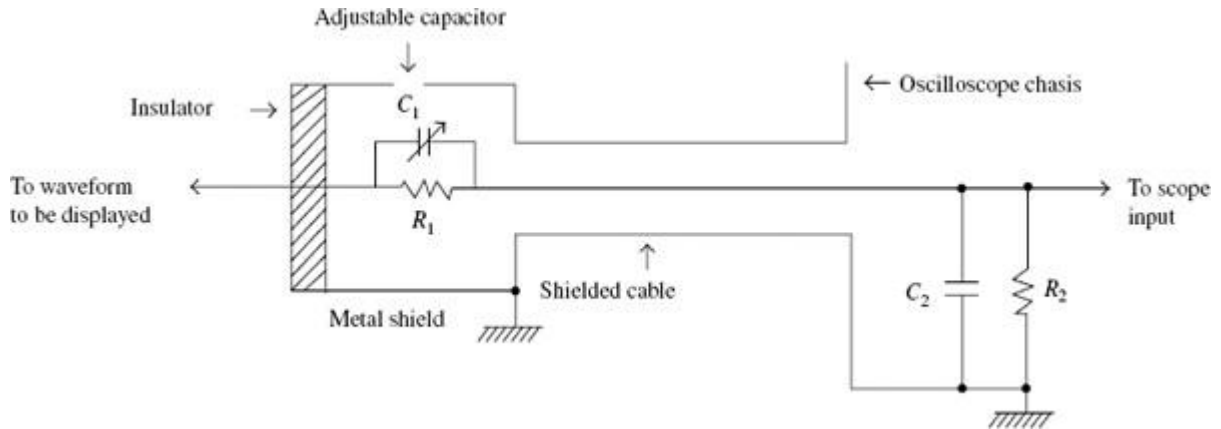 Adjustable capacitor
Oscilloscope chasis
Insulator
C1
To waveform
to be displayed
To scope
input
R1
Shielded cable
C2
R2
Metal shield